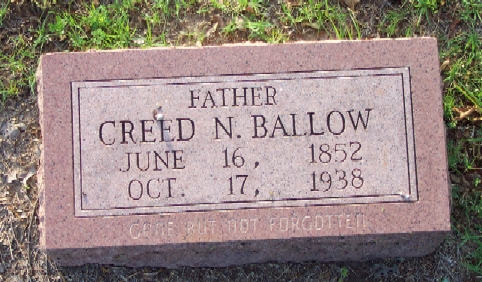 FATHER
CREED N. BALLOW
JUNE 16, 1852
OCT. 17, 1938
GONE BUT NOT FORGOTTEN